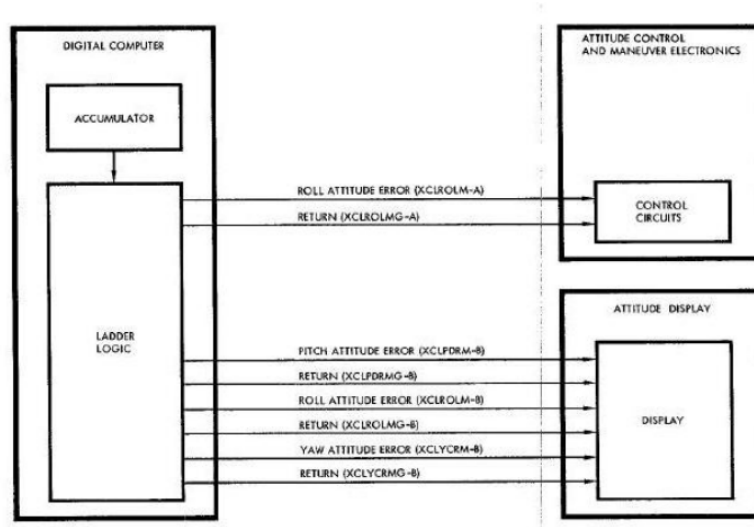 DIGITAL COMPUTER
ACCUMULATOR
LADDER
LOGIC
ATTITUDE CONTROL
AND MANEUVER ELECTRONICS
ROLL ATTITUDE ERROR (XCLROLM-A)
RETURN (XCLROLMG-A)
CONTROL
CIRCUITS
ATTITUDE DISPLAY
PITCH ATTITUDE ERROR (XCLPDRM-B)
RETURN (XCLPDRMG-B)
ROLL ATTITUDE ERROR (XCLROLM-B)
RETURN (XCLROLMG-B)
YAW ATTITUDE ERROR (XCLYCRM-B)
RETURN (XCLYCRMG-B)
DISPLAY